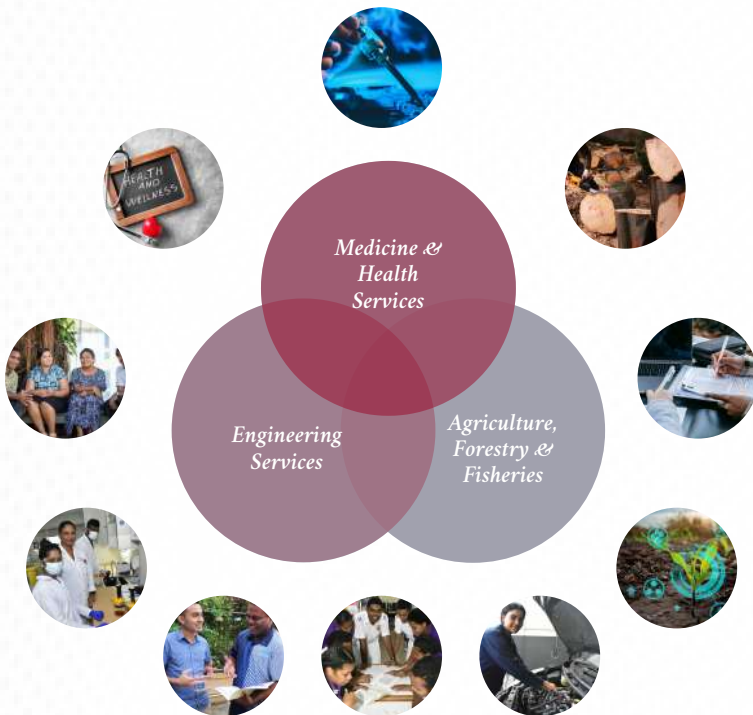 HEALTH
AND
WELLNESS
Medicine &
Health
Services
Engineering
Services
Agriculture,
Forestry &
Fisheries